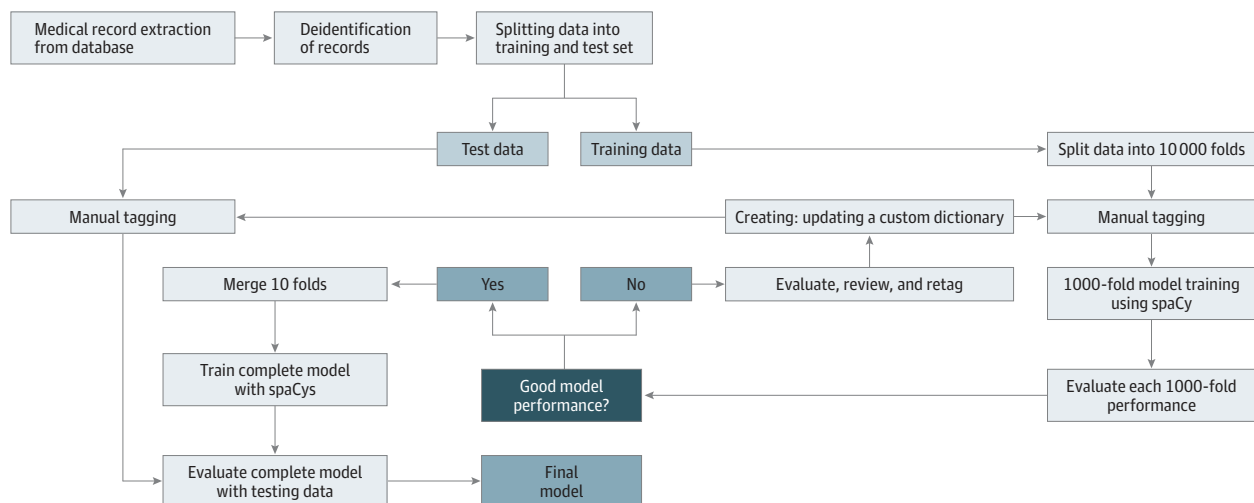 Medical record extraction
from database
Deidentification
of records
Splitting data into
training and test set
Test data
Training data
Split data into 10 000 folds
Manual tagging
Creating: updating a custom dictionary
Manual tagging
Merge 10 folds
Yes
No
Evaluate, review, and retag
1000-fold model training
using spaCy
Train complete model
with spaCys
Good model
performance?
Evaluate each 1000-fold
performance
Evaluate complete model
with testing data
Final
model